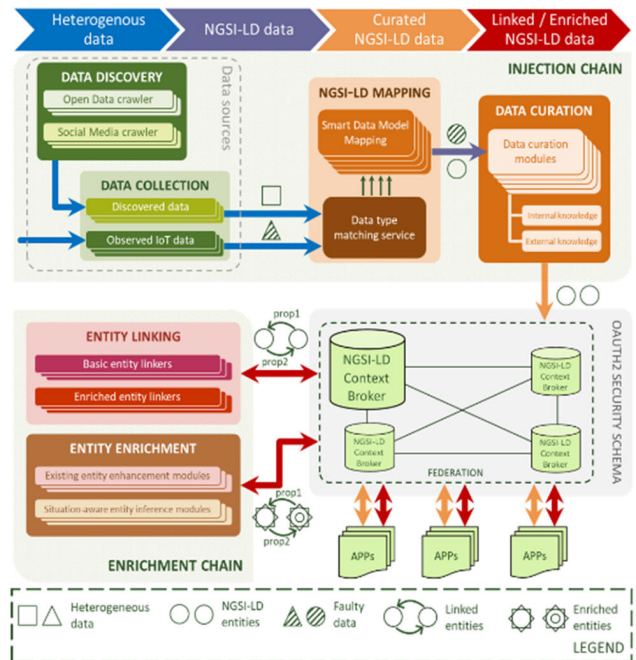 Heterogenous
data
NGSI-LD data
Curated
NGSI-LD data
Linked / Enriched
NGSI-LD data
INJECTION CHAIN
DATA DISCOVERY
Open Data crawler
Social Media crawler
Data sources
DATA COLLECTION
Discovered data
Observed IoT data
NGSI-LD MAPPING
Smart Data Model
Mapping
Data type
matching service
DATA CURATION
Data curation
modules
Internal knowledge
External knowledge
ENTITY LINKING
Basic entity linkers
Enriched entity linkers
prop1
prop2
ENTITY ENRICHMENT
Existing entity enhancement modules
Situation-aware entity inference modules
prop1
prop2
ENRICHMENT CHAIN
NGSI-LD
Context
Broker
NGSI-LD
Context
Broker
NGSI-LD
Context
Broker
NGSI-LD
Context
Broker
FEDERATION
OAUTH2 SECURITY SCHEMA
APPs
APPs
APPs
Heterogenous
data
NGSI-LD
entities
Faulty
data
Linked
entities
Enriched
entities
LEGEND